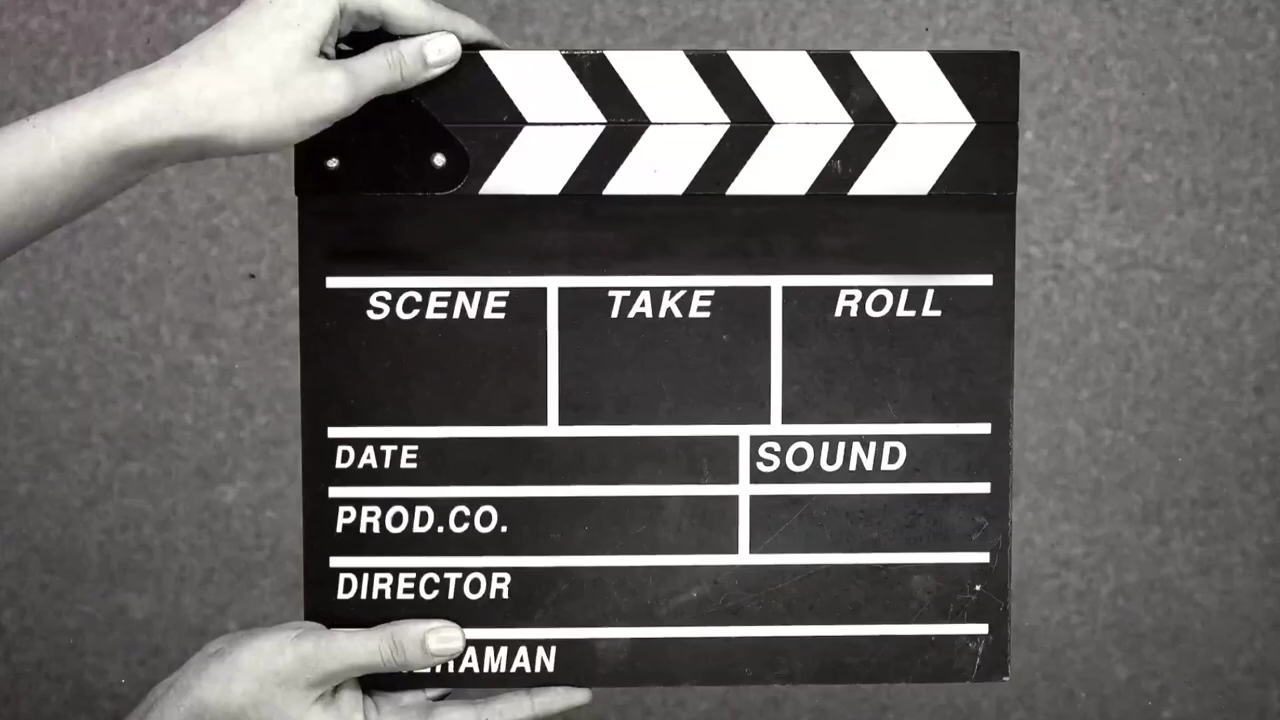 SCENE TAKE ROLL
DATE SOUND
PROD.CO.
DIRECTOR
ERAMAN